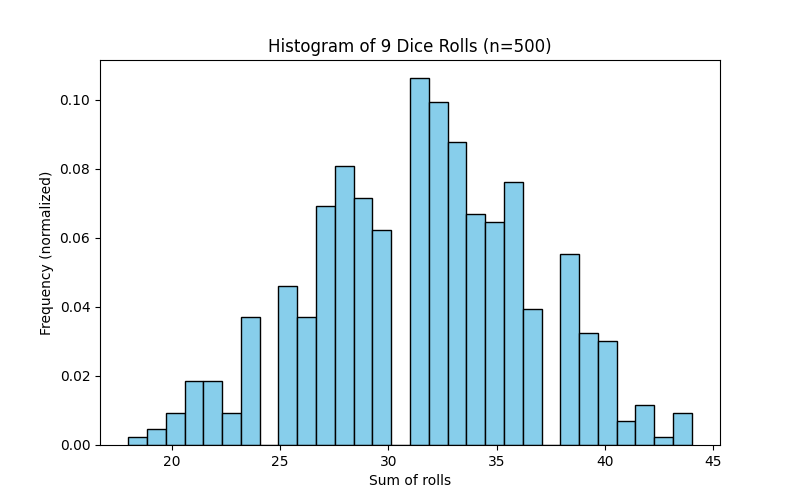 Histogram of 9 Dice Rolls (n=500)
Frequency (normalized)
0.10
0.08
0.06
0.04
0.02
0.00
20 25 30 35 40 45
Sum of rolls